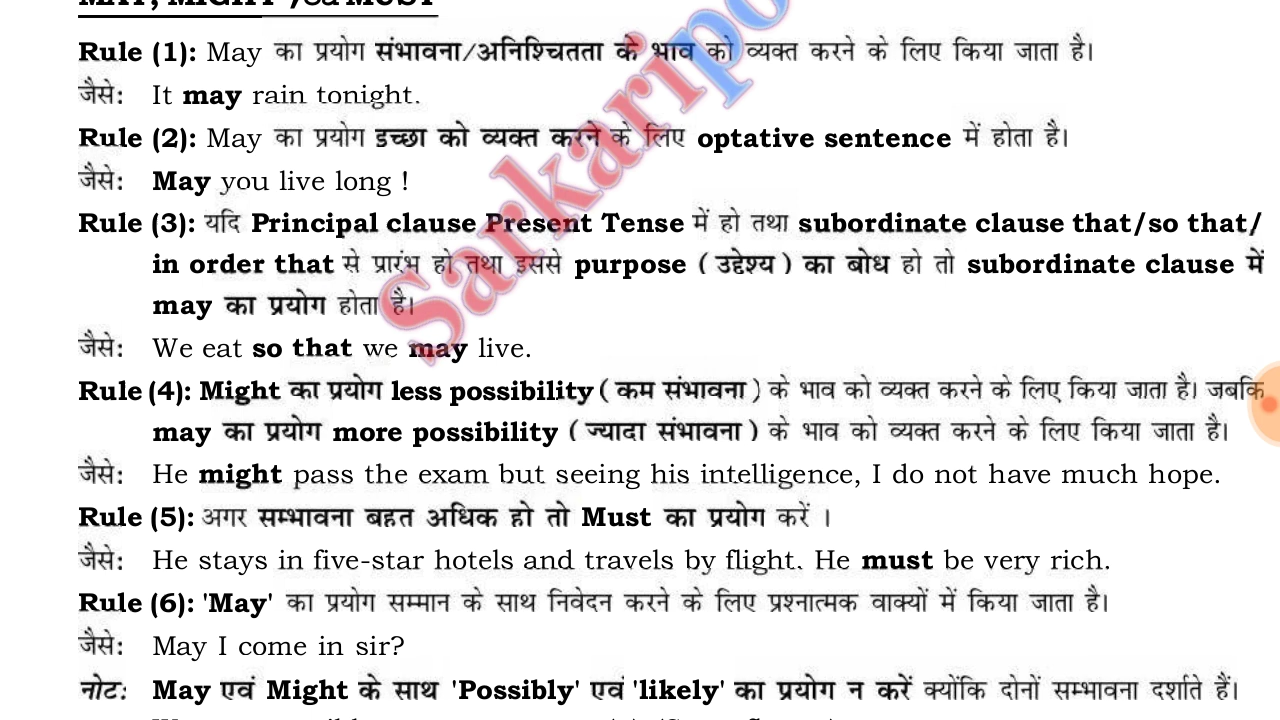 MAY, MIGHT /and MUST
Rule (1): May का प्रयोग संभावना/अनिश्चितता के भाव को व्यक्त करने के लिए किया जाता है।
जैसे: It may rain tonight.
Rule (2): May का प्रयोग इच्छा को व्यक्त करने के लिए optative sentence में होता है।
जैसे: May you live long !
Rule (3): यदि Principal clause Present Tense में हो तथा subordinate clause that/so that/
in order that से प्रारंभ हो तथा इससे purpose (उद्देश्य) का बोध हो तो subordinate clause में
may का प्रयोग होता है।
जैसे: We eat so that we may live.
Rule (4): Might का प्रयोग less possibility (कम संभावना) के भाव को व्यक्त करने के लिए किया जाता है। जबकि
may का प्रयोग more possibility (ज्यादा संभावना) के भाव को व्यक्त करने के लिए किया जाता है।
जैसे: He might pass the exam but seeing his intelligence, I do not have much hope.
Rule (5): अगर सम्भावना बहुत अधिक हो तो Must का प्रयोग करें ।
जैसे: He stays in five-star hotels and travels by flight. He must be very rich.
Rule (6): 'May' का प्रयोग सम्मान के साथ निवेदन करने के लिए प्रश्नात्मक वाक्यों में किया जाता है।
जैसे: May I come in sir?
नोट: May एवं Might के साथ 'Possibly' एवं 'likely' का प्रयोग न करें क्योंकि दोनों सम्भावना दर्शाते हैं।
Sarkaripo